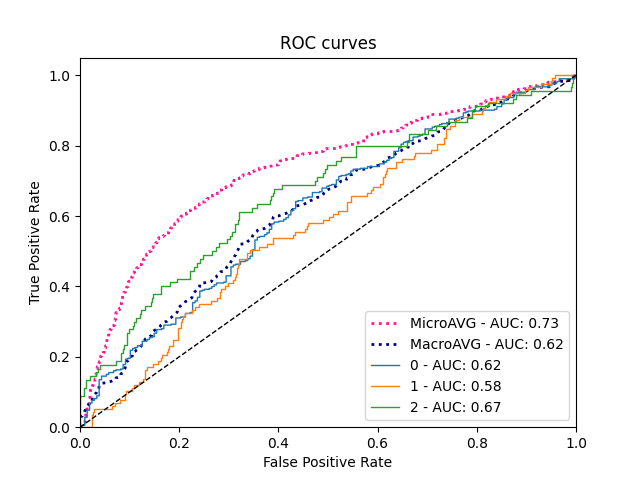 ROC curves
True Positive Rate
1.0
0.8
0.6
0.4
0.2
0.0
MicroAVG - AUC: 0.73
MacroAVG - AUC: 0.62
0 - AUC: 0.62
1 - AUC: 0.58
2 - AUC: 0.67
0.0 0.2 0.4 0.6 0.8 1.0
False Positive Rate